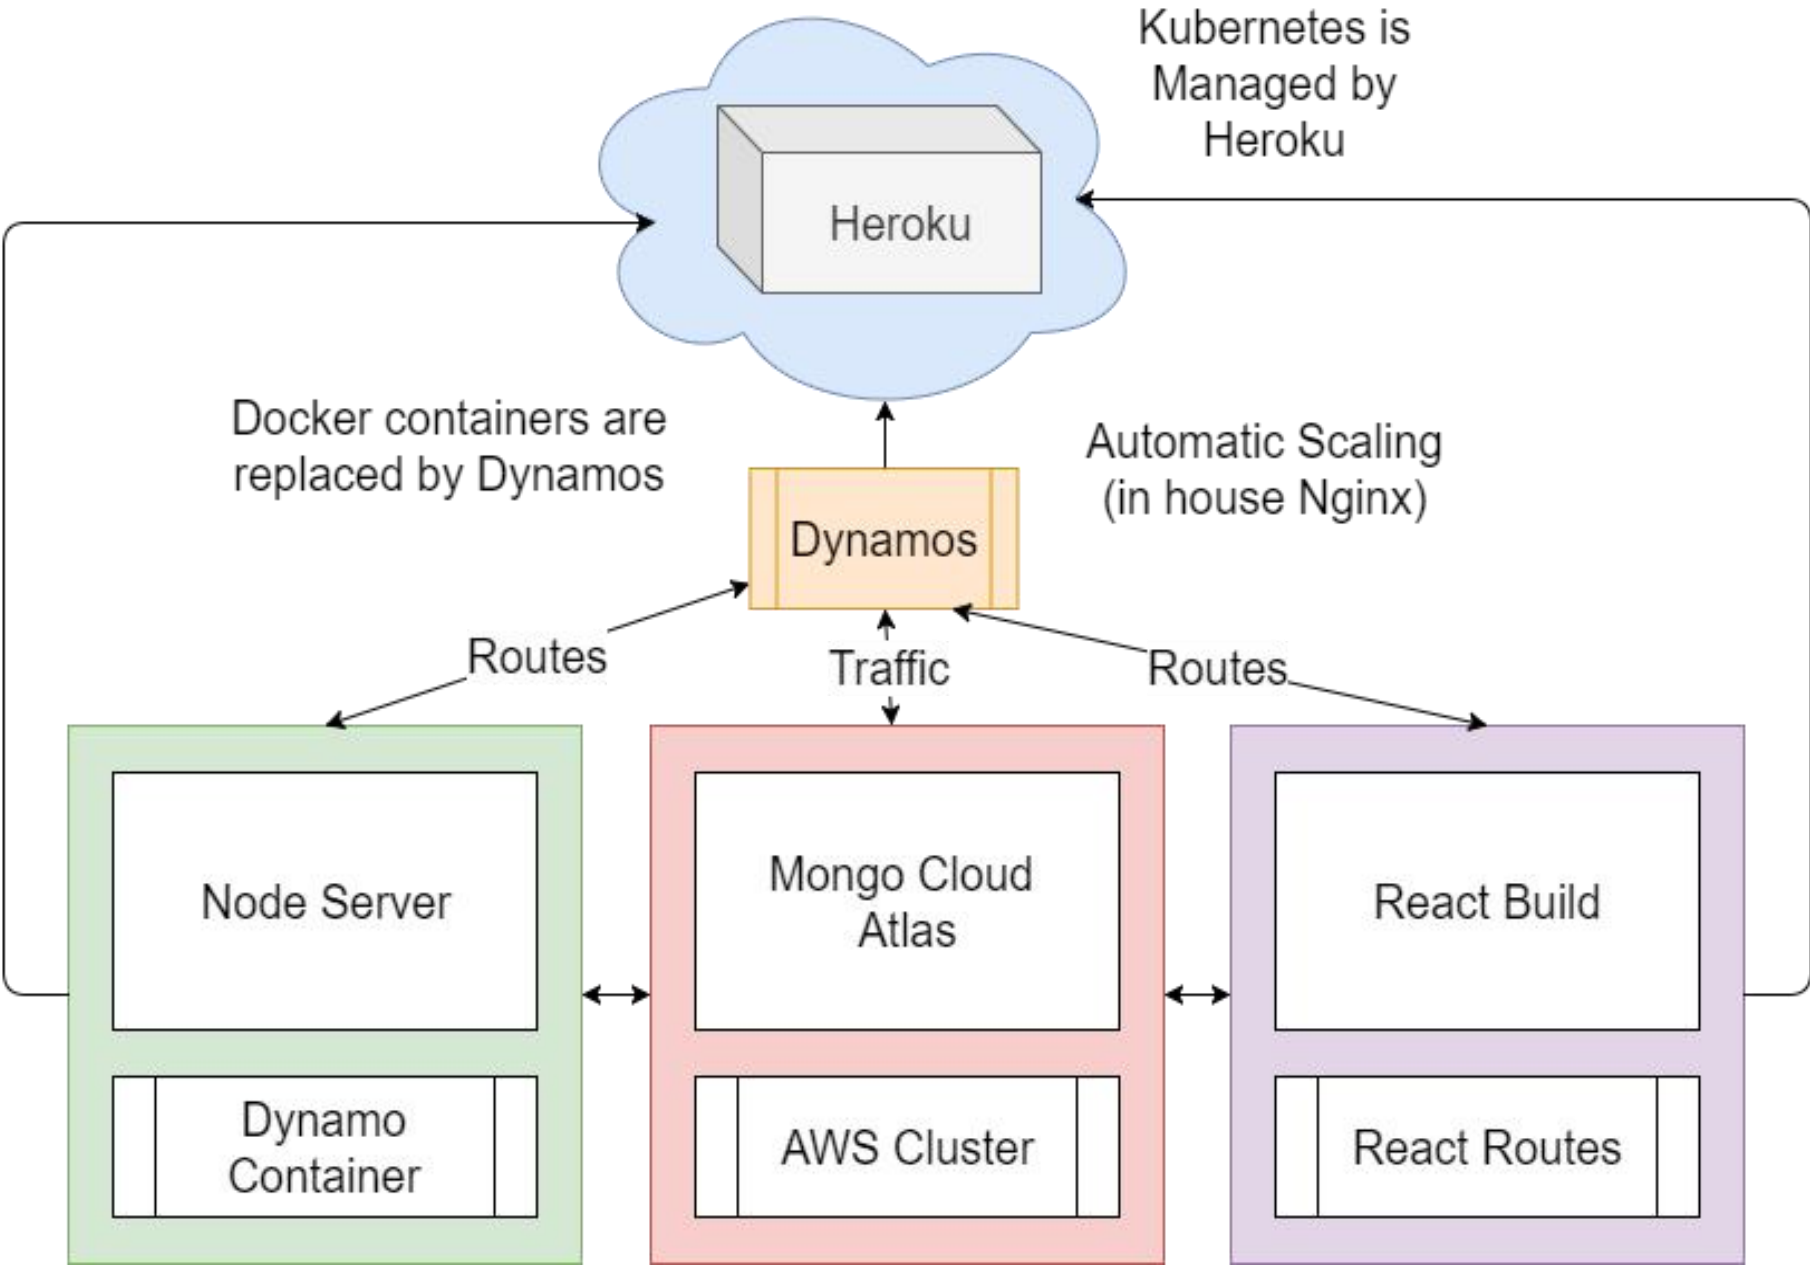 Kubernetes is
Managed by
Heroku
Heroku
Docker containers are
replaced by Dynamos
Automatic Scaling
(in house Nginx)
Dynamos
Routes
Traffic
Routes
Node Server
Mongo Cloud
Atlas
React Build
Dynamo
Container
AWS Cluster
React Routes